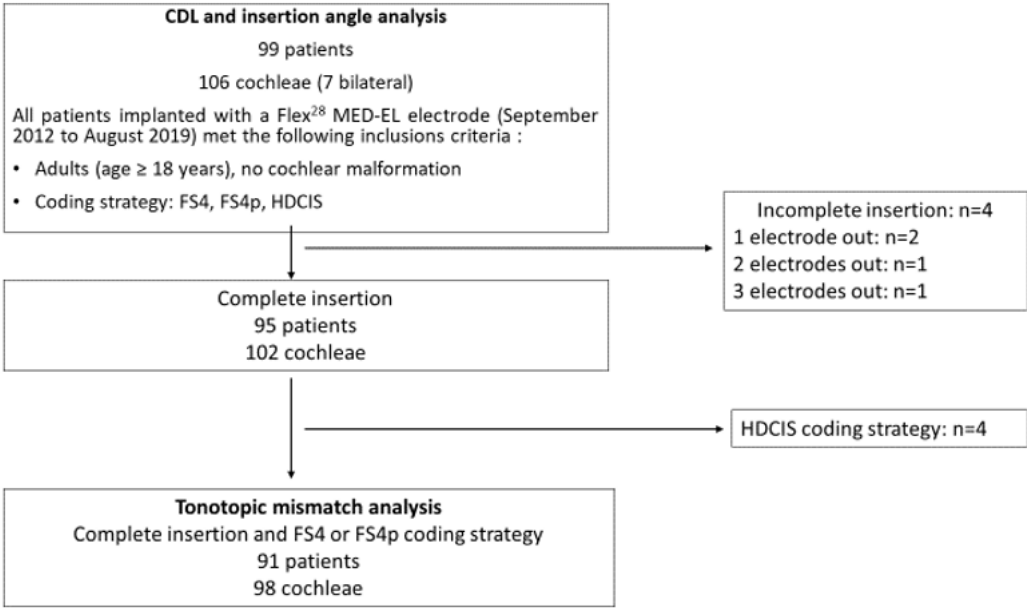 CDL and insertion angle analysis
99 patients
106 cochleae (7 bilateral)
All patients implanted with a Flex28 MED-EL electrode (September
2012 to August 2019) met the following inclusions criteria :
• Adults (age ≥ 18 years), no cochlear malformation
• Coding strategy: FS4, FS4p, HDCIS
Incomplete insertion: n=4
1 electrode out: n=2
2 electrodes out: n=1
3 electrodes out: n=1
Complete insertion
95 patients
102 cochleae
HDCIS coding strategy: n=4
Tonotopic mismatch analysis
Complete insertion and FS4 or FS4p coding strategy
91 patients
98 cochleae